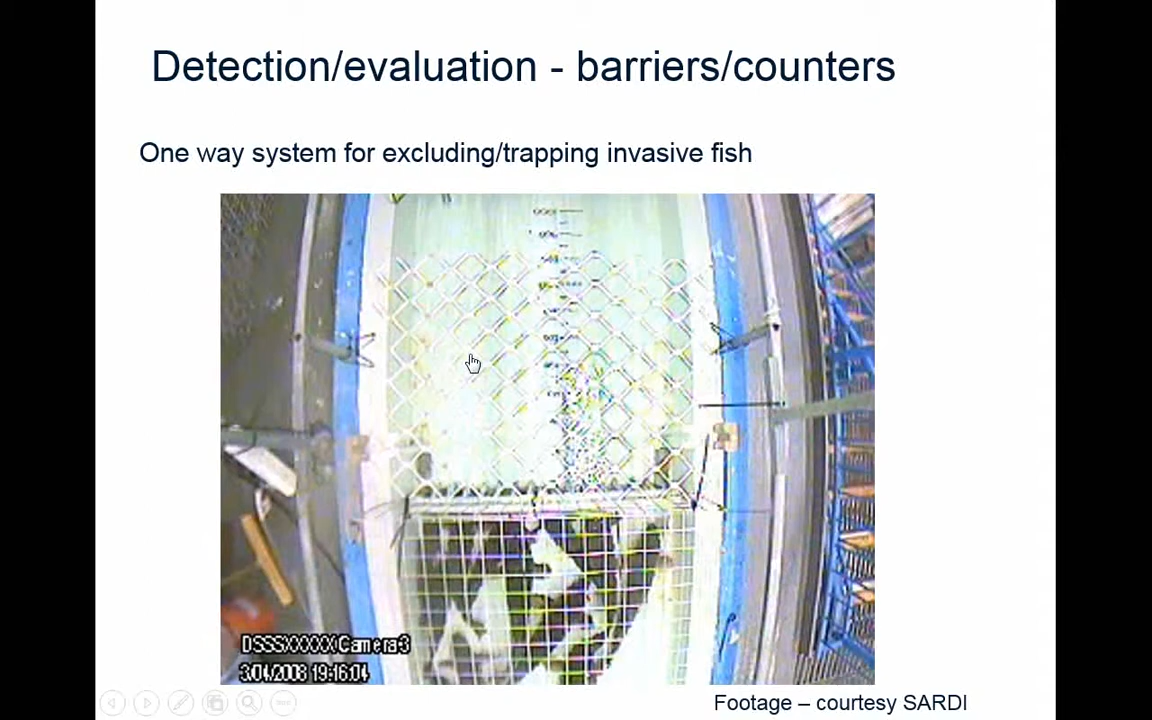 Detection/evaluation - barriers/counters
One way system for excluding/trapping invasive fish
3/04/2008 19:16:04
Footage – courtesy SARDI